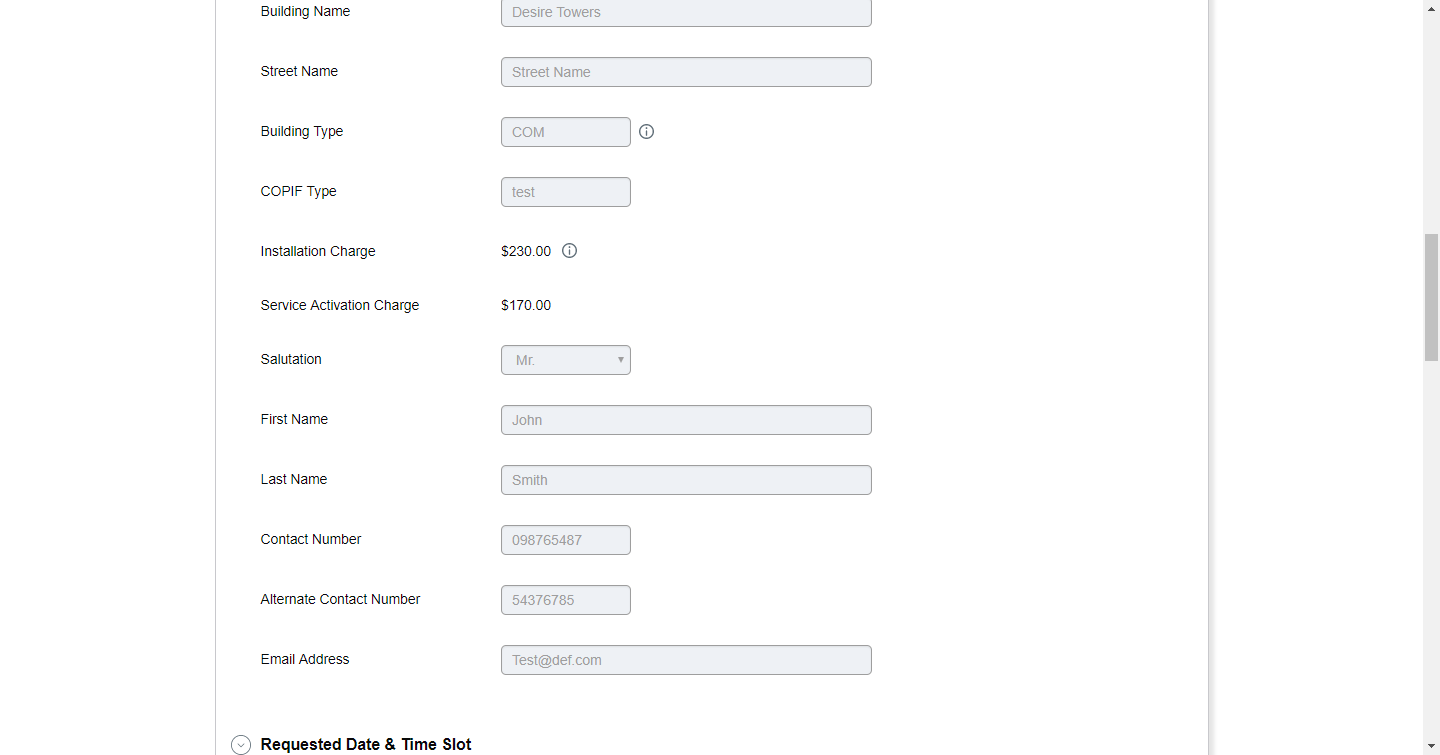 Building Name Desire Towers
Street Name Street Name
Building Type COM
COPIF Type test
Installation Charge $230.00
Service Activation Charge $170.00
Salutation Mr.
First Name John
Last Name Smith
Contact Number 098765487
Alternate Contact Number 54376785
Email Address Test@def.com
Requested Date & Time Slot